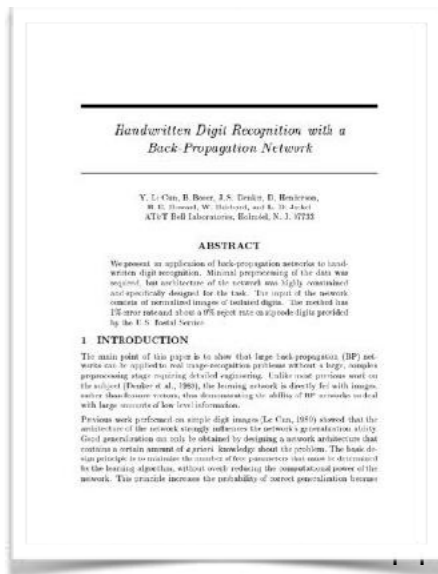 Handwritten Digit Recognition with a
Back-Propagation Network
Y. Le Cun, B. Boser, J. S. Denker, D. Henderson,
R. E. Howard, W. Hubbard, and L. D. Jackel
AT&T Bell Laboratories, Holmdel, N. J. 07733
ABSTRACT
We present an application of back-propagation networks to hand-
written digit recognition. Minimal preprocessing of the data was
required, but architecture of the network was highly constrained
and specifically designed for the task. The input of the network
consists of normalized images of isolated digits. The method has
1% error rate and about a 9% reject rate on zipcode digits provided
by the U.S. Postal Service.
1 INTRODUCTION
The main point of this paper is to show that large back-propagation (BP) net-
works can be applied to real image-recognition problems without a large, complex
preprocessing stage requiring detailed engineering. Unlike most previous work on
the subject (Denker et al., 1989), the learning network is directly fed with images,
rather than feature vectors, thus demonstrating the ability of BP networks to deal
with large amounts of low level information.
Previous work performed on simple digit images (Le Cun, 1989) showed that the
architecture of the network strongly influences the network's generalization ability.
Good generalization can only be obtained by designing a network architecture that
contains a certain amount of a priori knowledge about the problem. The basic de-
sign principle is to minimize the number of free parameters that must be determined
by the learning algorithm, without overly reducing the computational power of the
network. This principle increases the probability of correct generalization because